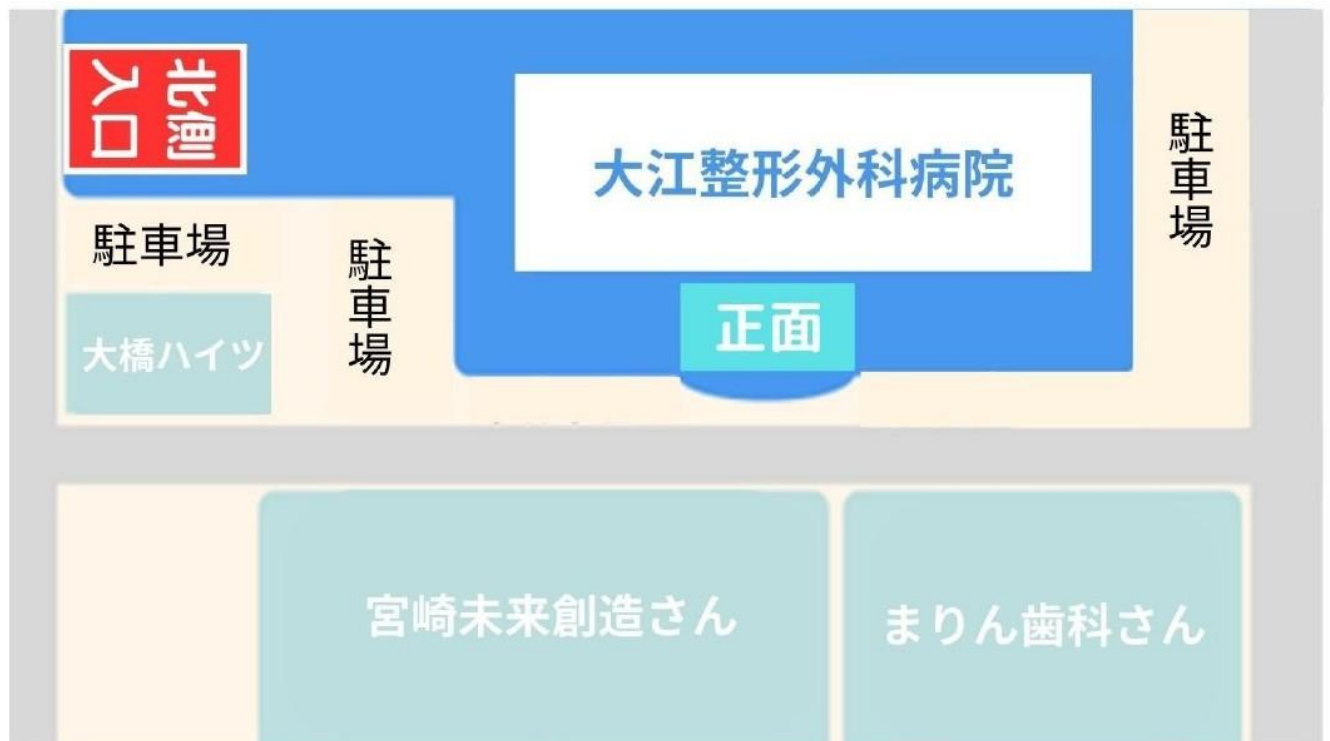 北側
入口
大江整形外科病院
駐車場
駐車場
駐車場
正面
大橋ハイツ
宮崎未来創造さん
まりん歯科さん